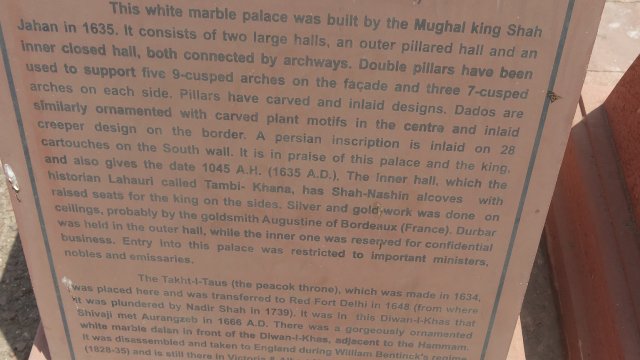 This white marble palace was built by the Mughal king Shah
Jahan in 1635. It consists of two large halls, an outer pillared hall and an
inner closed hall, both connected by archways. Double pillars have been
used to support five 9-cusped arches on the façade and three 7-cusped
arches on each side. Pillars have carved and inlaid designs. Dados are
similarly ornamented with carved plant motifs in the centre and inlaid
creeper design on the border. A persian inscription is inlaid on 28
cartouches on the South wall. It is in praise of this palace and the king,
and also gives the date 1045 A.H. (1635 A.D.). The inner hall, which the
historian Lahauri called Tambi- Khana, has Shah-Nashin alcoves with
raised seats for the king on the sides. Silver and gold work was done on
ceilings, probably by the goldsmith Augustine of Bordeaux (France). Durbar
was held in the outer hall, while the inner one was reserved for confidential
business. Entry into this palace was restricted to important ministers,
nobles and emissaries.
The Takht-I-Taus (the peacok throne), which was made in 1634,
was placed here and was transferred to Red Fort Delhi in 1648 (from where
it was plundered by Nadir Shah in 1739). It was in this Diwan-I-Khas that
Shivaji met Aurangzeb in 1666 A.D. There was a gorgeously ornamented
white marble delan in front of the Diwan-I-Khas, adjacent to the Hammam.
It was disassembled and taken to England during William Bentinck's regime
(1828-35) and is still there in